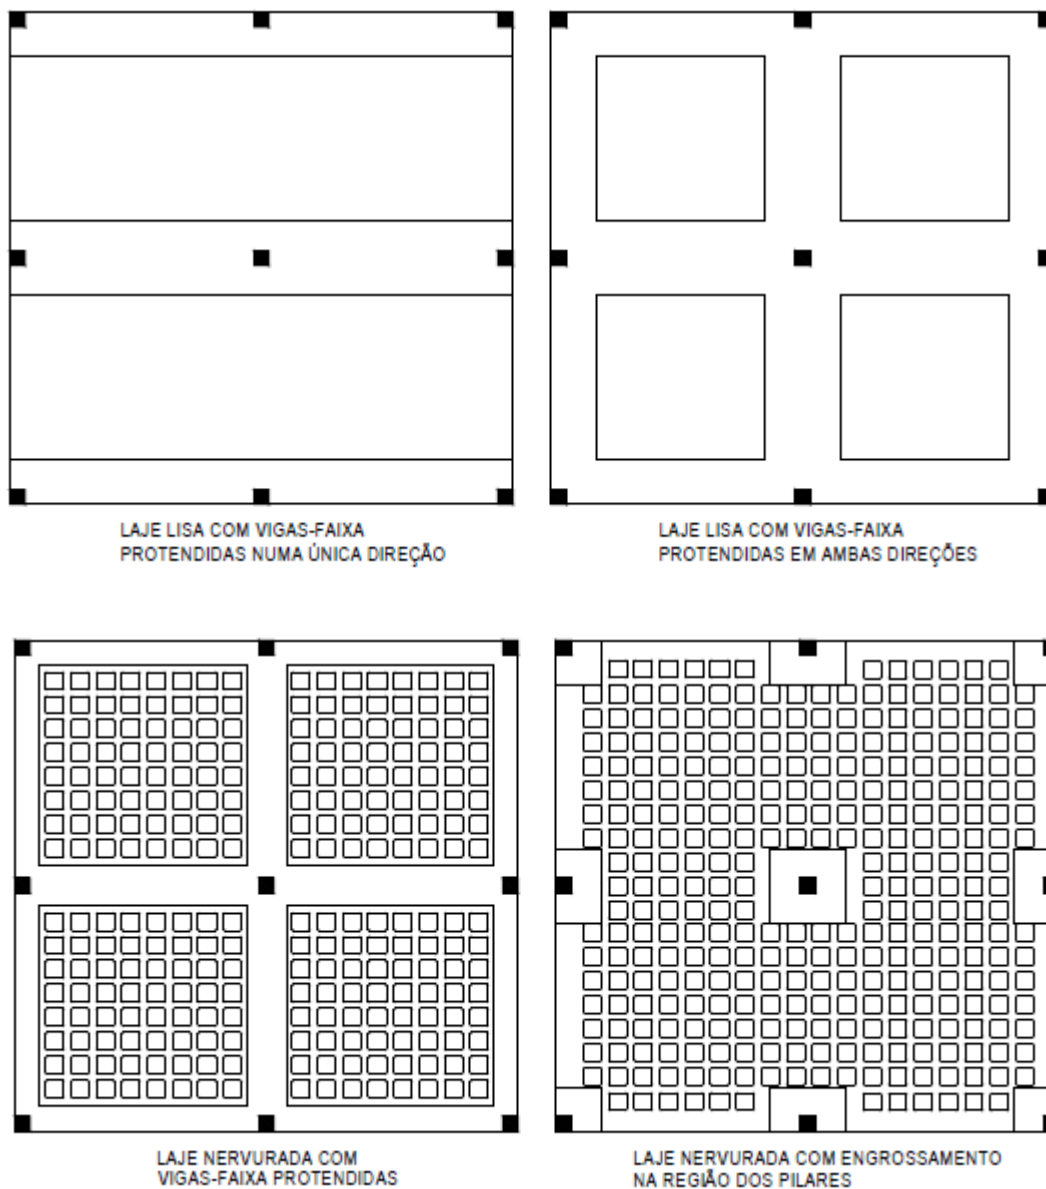 LAJE LISA COM VIGAS-FAIXA
PROTENDIDAS NUMA ÚNICA DIREÇÃO
LAJE LISA COM VIGAS-FAIXA
PROTENDIDAS EM AMBAS DIREÇÕES
LAJE NERVURADA COM
VIGAS-FAIXA PROTENDIDAS
LAJE NERVURADA COM ENGROSSAMENTO
NA REGIÃO DOS PILARES